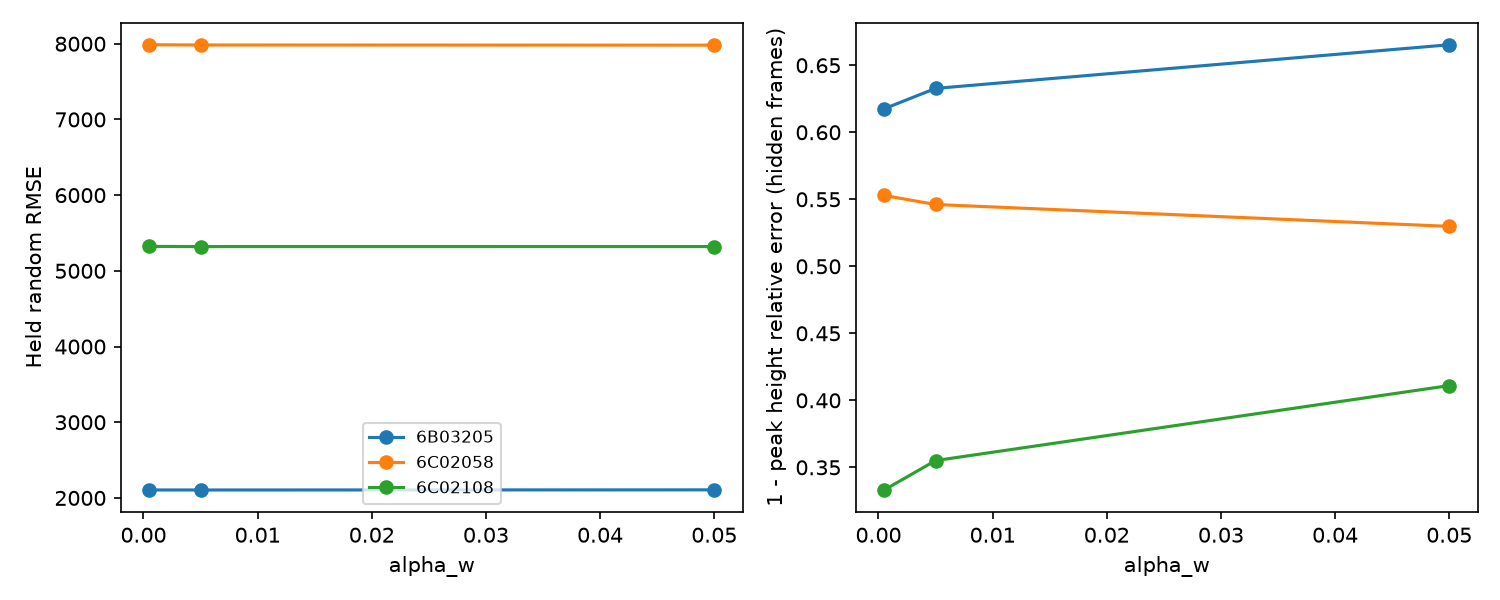 8000
7000
6000
5000
4000
3000
2000
Held random RMSE
0.00 0.01 0.02 0.03 0.04 0.05
alpha_w
6B03205
6C02058
6C02108
0.65
0.60
0.55
0.50
0.45
0.40
0.35
1 - peak height relative error (hidden frames)
0.00 0.01 0.02 0.03 0.04 0.05
alpha_w